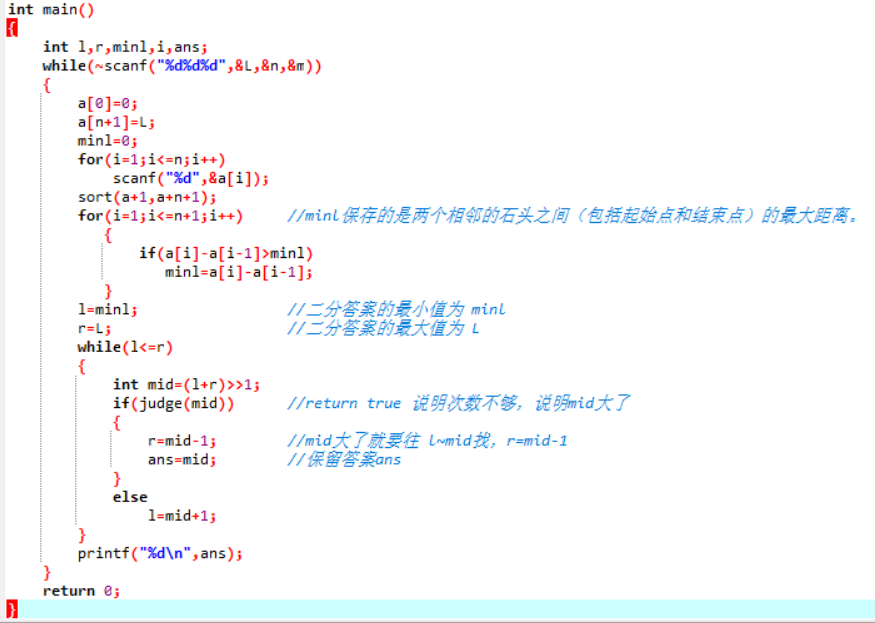 int main()
{
    int l,r,minl,i,ans;
    while(~scanf("%d%d%d",&L,&n,&m))
    {
        a[0]=0;
        a[n+1]=L;
        minl=0;
        for(i=1;i<=n;i++)
            scanf("%d",&a[i]);
        sort(a+1,a+n+1);
        for(i=1;i<=n+1;i++)     //minl保存的是两个相邻的石头之间（包括起始点和结束点）的最大距离。
           {
               if(a[i]-a[i-1]>minl)
                  minl=a[i]-a[i-1];
           }
        l=minl;                 //二分答案的最小值为 minl
        r=L;                    //二分答案的最大值为 L
        while(l<=r)
        {
            int mid=(l+r)>>1;
            if(judge(mid))      //return true 说明次数不够，说明mid大了
            {
                r=mid-1;        //mid大了就要往 l~mid找，r=mid-1
                ans=mid;        //保留答案ans
            }
            else
                l=mid+1;
        }
        printf("%d\n",ans);
    }
    return 0;
}